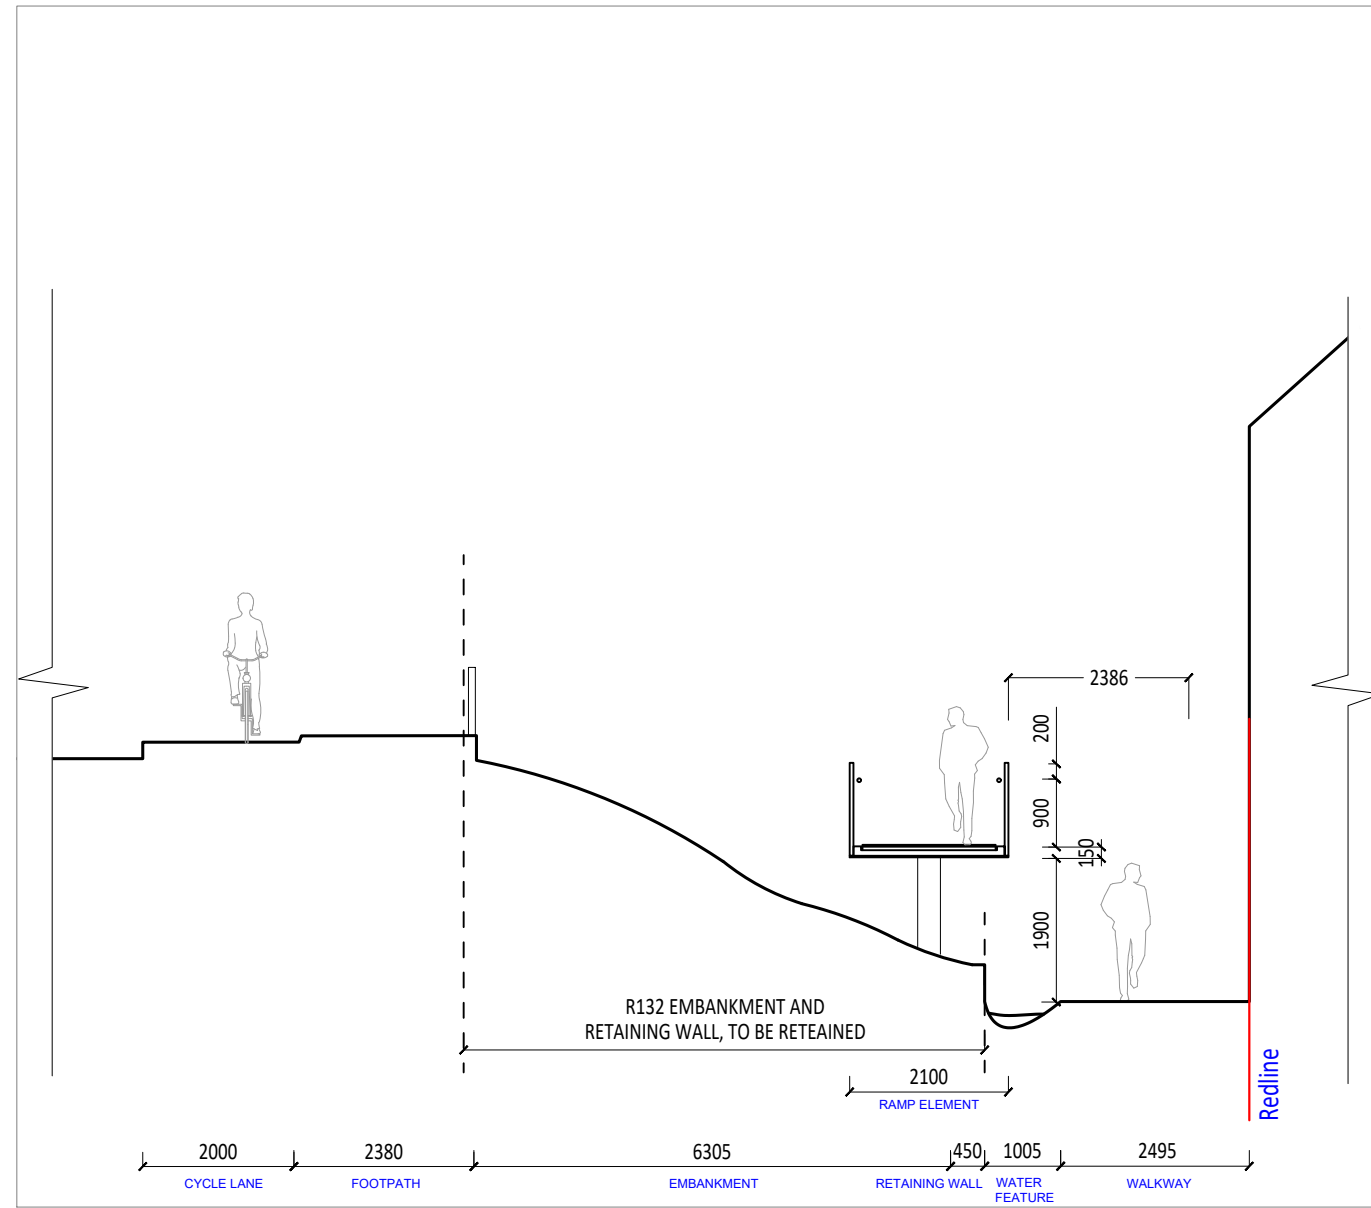 2386
200
900
150
1900
R132 EMBANKMENT AND
RETAINING WALL, TO BE RETEAINED
2100
RAMP ELEMENT
Redline
2000
2380
6305
450
1005
2495
CYCLE LANE
FOOTPATH
EMBANKMENT
RETAINING WALL
WATER
FEATURE
WALKWAY